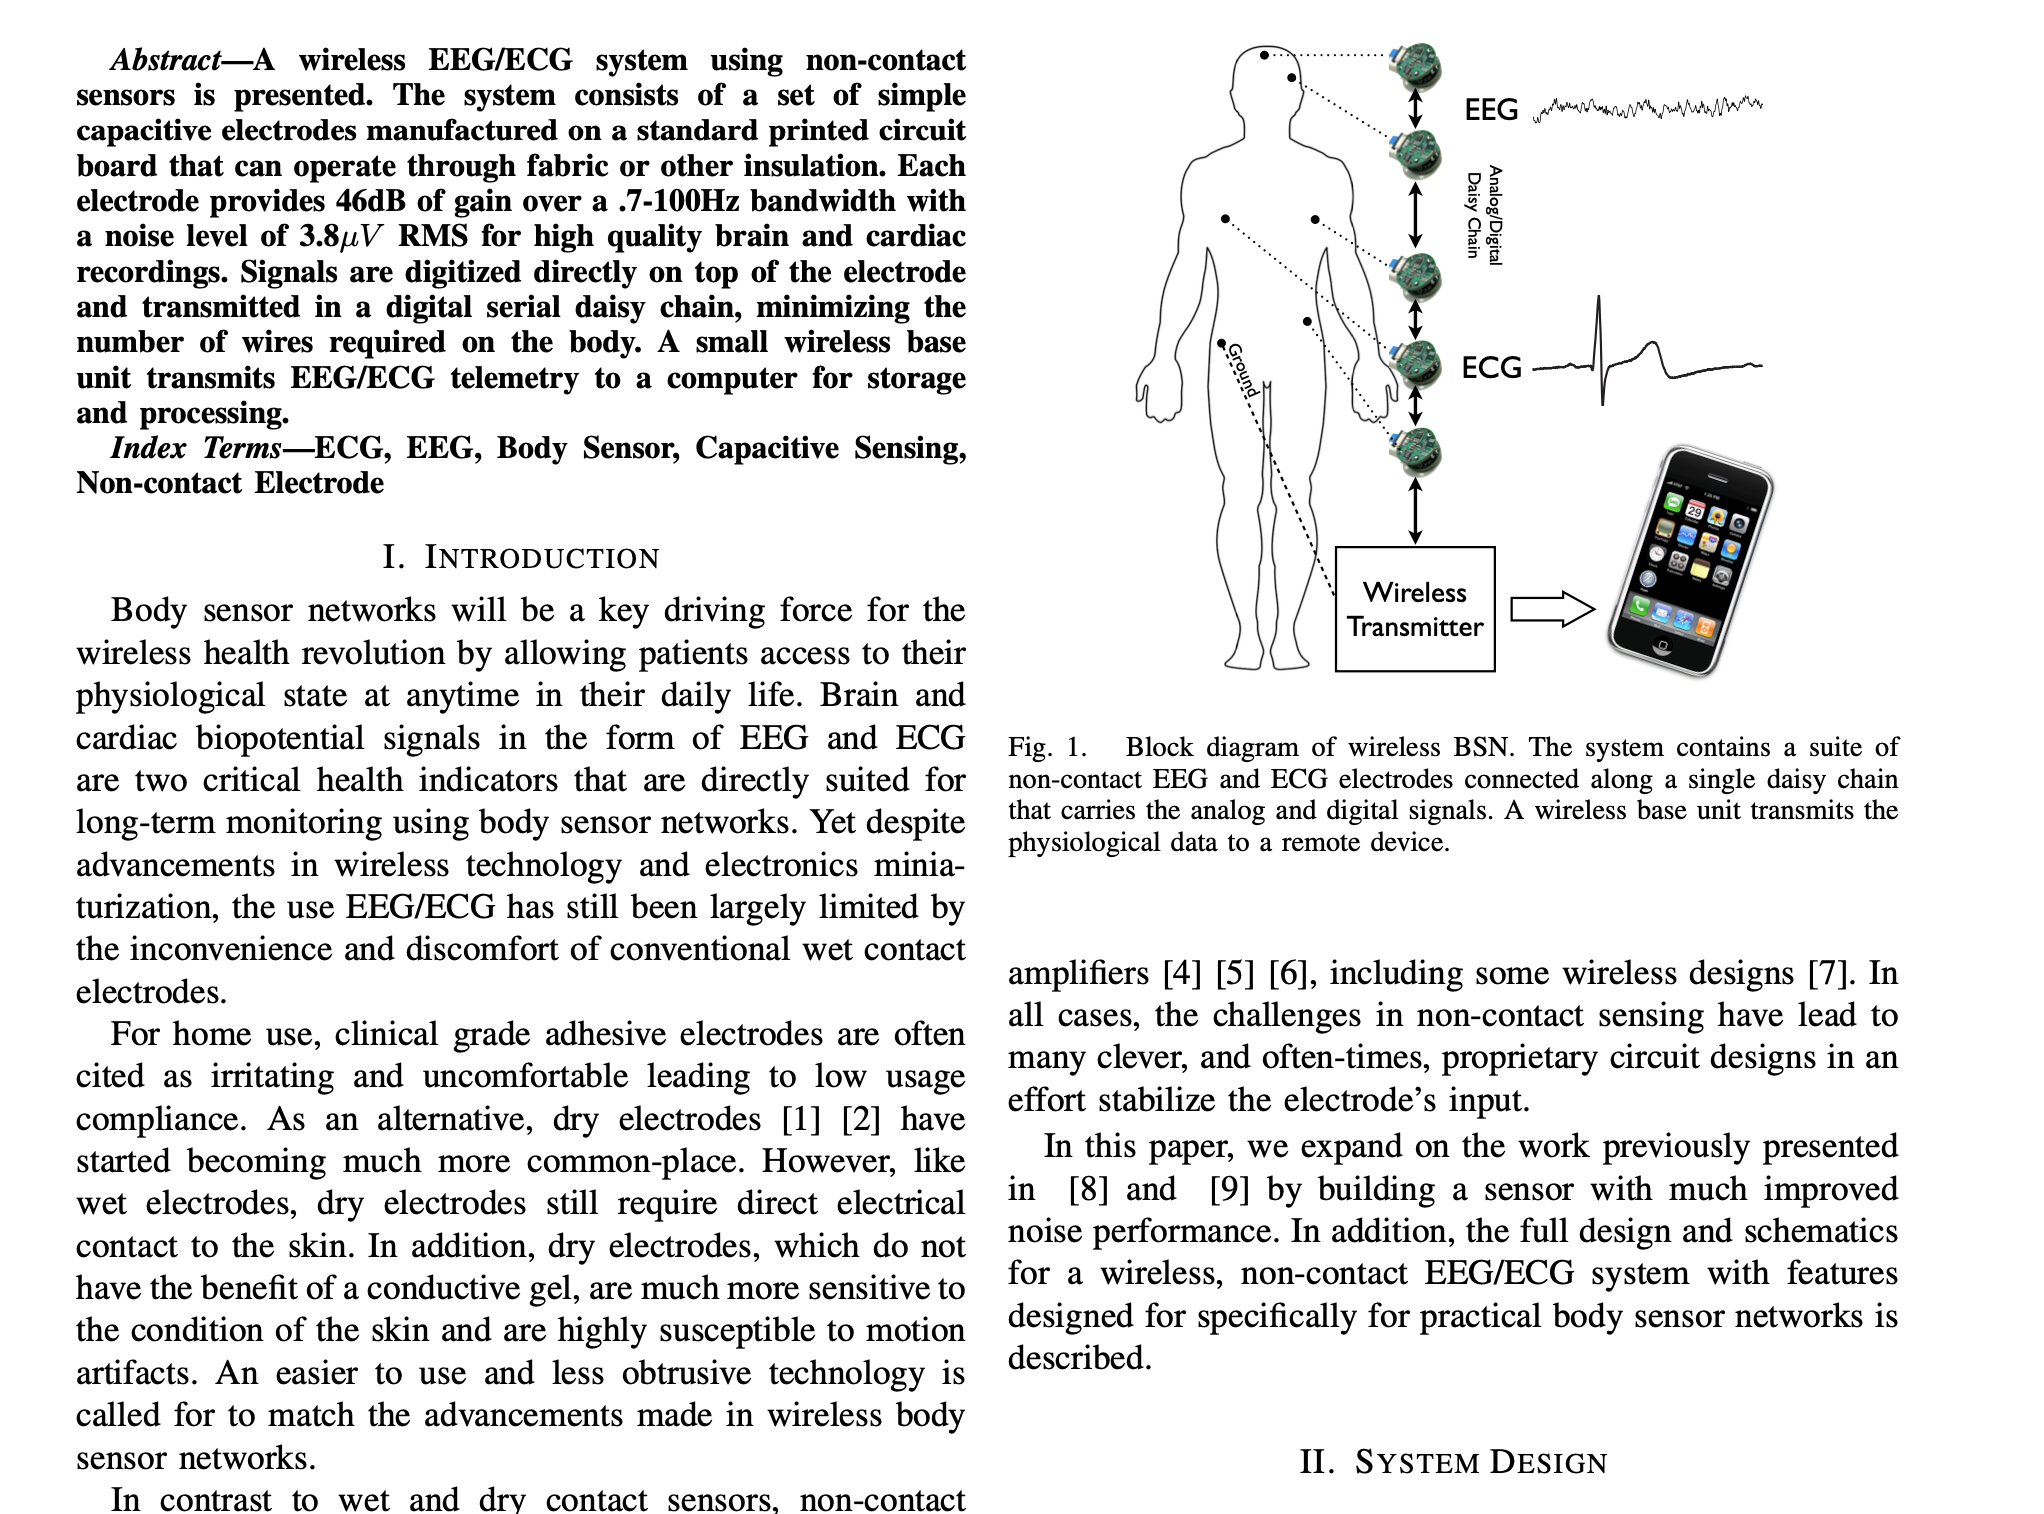 Abstract—A wireless EEG/ECG system using non-contact
sensors is presented. The system consists of a set of simple
capacitive electrodes manufactured on a standard printed circuit
board that can operate through fabric or other insulation. Each
electrode provides 46dB of gain over a .7-100Hz bandwidth with
a noise level of 3.8μV RMS for high quality brain and cardiac
recordings. Signals are digitized directly on top of the electrode
and transmitted in a digital serial daisy chain, minimizing the
number of wires required on the body. A small wireless base
unit transmits EEG/ECG telemetry to a computer for storage
and processing.
Index Terms—ECG, EEG, Body Sensor, Capacitive Sensing,
Non-contact Electrode
I. INTRODUCTION
Body sensor networks will be a key driving force for the
wireless health revolution by allowing patients access to their
physiological state at anytime in their daily life. Brain and
cardiac biopotential signals in the form of EEG and ECG
are two critical health indicators that are directly suited for
long-term monitoring using body sensor networks. Yet despite
advancements in wireless technology and electronics minia-
turization, the use EEG/ECG has still been largely limited by
the inconvenience and discomfort of conventional wet contact
electrodes.
For home use, clinical grade adhesive electrodes are often
cited as irritating and uncomfortable leading to low usage
compliance. As an alternative, dry electrodes [1] [2] have
started becoming much more common-place. However, like
wet electrodes, dry electrodes still require direct electrical
contact to the skin. In addition, dry electrodes, which do not
have the benefit of a conductive gel, are much more sensitive to
the condition of the skin and are highly susceptible to motion
artifacts. An easier to use and less obtrusive technology is
called for to match the advancements made in wireless body
sensor networks.
In contrast to wet and dry contact sensors, non-contact
EEG
Analog/Digital
Daisy Chain
ECG
Ground
Wireless
Transmitter
29
Fig. 1. Block diagram of wireless BSN. The system contains a suite of
non-contact EEG and ECG electrodes connected along a single daisy chain
that carries the analog and digital signals. A wireless base unit transmits the
physiological data to a remote device.
amplifiers [4] [5] [6], including some wireless designs [7]. In
all cases, the challenges in non-contact sensing have lead to
many clever, and often-times, proprietary circuit designs in an
effort stabilize the electrode's input.
In this paper, we expand on the work previously presented
in [8] and [9] by building a sensor with much improved
noise performance. In addition, the full design and schematics
for a wireless, non-contact EEG/ECG system with features
designed for specifically for practical body sensor networks is
described.
II. SYSTEM DESIGN